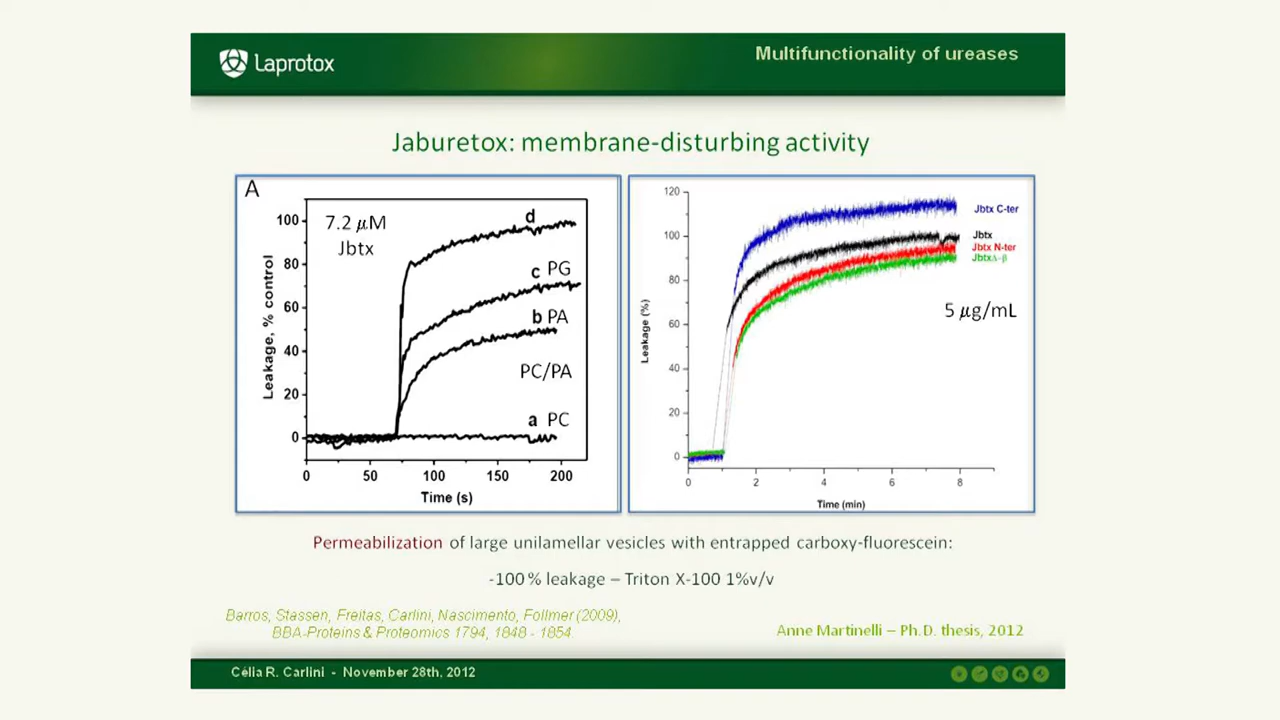 Laprotox
Multifunctionality of ureases
Jaburetox: membrane-disturbing activity
A
7.2 μM
Jbtx
d
c PG
b PA
PC/PA
a PC
Leakage, % control
100
80
60
40
20
0
0 50 100 150 200
Time (s)
120
100
80
60
40
20
0
Leakage (%)
0 2 4 6 8
Time (min)
Jbtx C-ter
Jbtx
Jbtx N-ter
JbtxΔ-β
5 μg/mL
Permeabilization of large unilamellar vesicles with entrapped carboxy-fluorescein:
-100 % leakage – Triton X-100 1%v/v
Barros, Stassen, Freitas, Carlini, Nascimento, Follmer (2009),
BBA-Proteins & Proteomics 1794, 1848 - 1854.
Anne Martinelli – Ph.D. thesis, 2012
Célia R. Carlini - November 28th, 2012